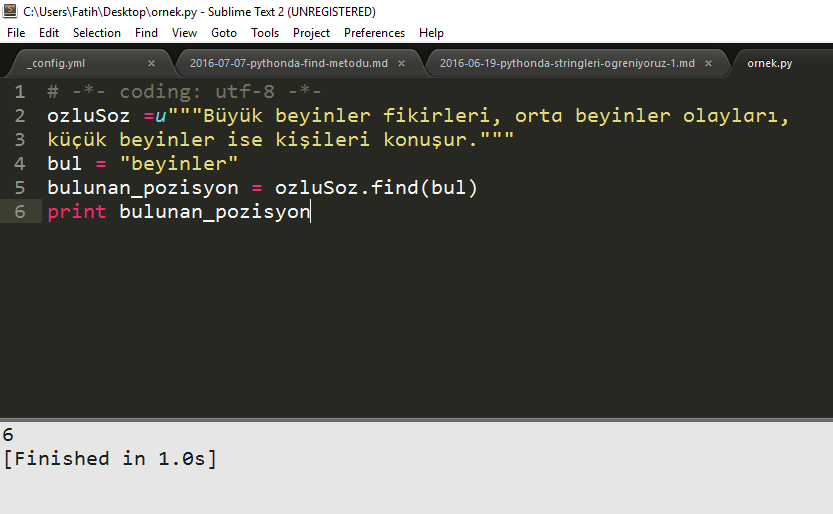 C:\Users\Fatih\Desktop\ornek.py - Sublime Text 2 (UNREGISTERED)
File Edit Selection Find View Goto Tools Project Preferences Help
_config.yml × 2016-07-07-pythonda-find-metodu.md × 2016-06-19-pythonda-stringleri-ogreniyoruz-1.md × ornek.py
1 # -*- coding: utf-8 -*-
2 ozluSoz =u"""Büyük beyinler fikirleri, orta beyinler olayları,
3 küçük beyinler ise kişileri konuşur."""
4 bul = "beyinler"
5 bulunan_pozisyon = ozluSoz.find(bul)
6 print bulunan_pozisyon
6
[Finished in 1.0s]